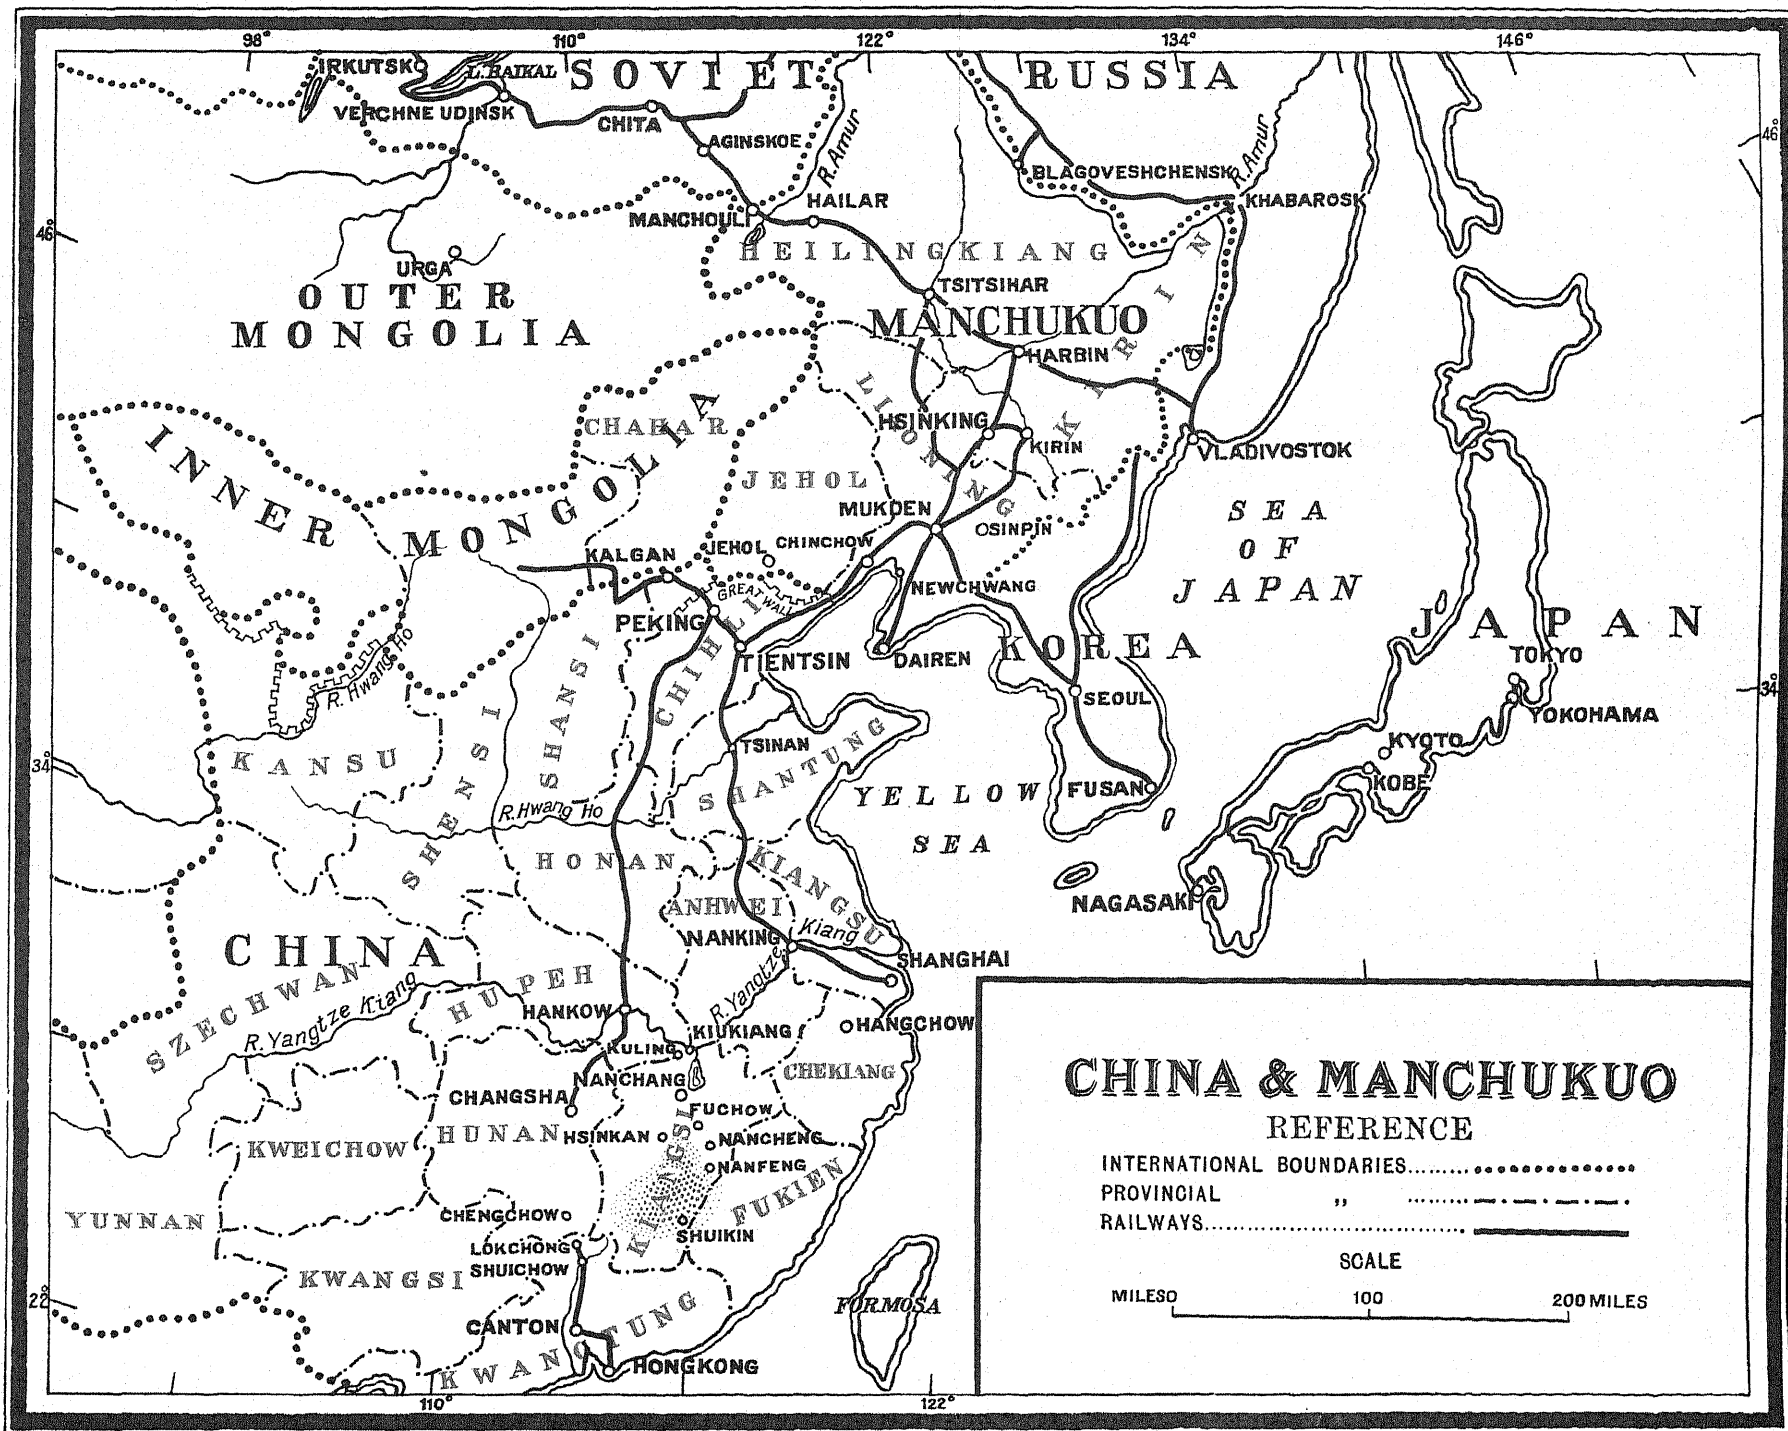 98° 110° 122° 134° 146°
IRKUTSK
L. BAIKAL
SOVIET RUSSIA
VERCHNE UDINSK
CHITA
AGINSKOE
R. Amur
R. Amur
46°
BLAGOVESHCHENSK
KHABAROSK
HAILAR
MANCHOULI
46°
HEILINGKIANG
URGA
OUTER
MONGOLIA
TSITSIHAR
MANCHUKUO
HARBIN
KIRIN
LIAONING
CHAHAR
HSINKING
KIRIN
VLADIVOSTOK
INNER MONGOLIA
JEHOL
MUKDEN
OSINPIN
SEA
OF
JAPAN
KALGAN
JEHOL
CHINCHOW
GREAT WALL
NEWCHWANG
PEKING
CHIHLI
TIENTSIN
DAIREN
KOREA
JAPAN
TOKYO
R. Hwang Ho
SEOUL
34°
YOKOHAMA
SHANSI
SHENSI
KANSU
34°
TSINAN
SHANTUNG
KYOTO
KOBE
FUSAN
YELLOW
SEA
R. Hwang Ho
HONAN
KIANGSU
ANHWEI
NAGASAKI
NANKING
Kiang
R. Yangtze
SHANGHAI
CHINA
SZECHWAN
R. Yangtze Kiang
HUPEH
HANKOW
KIUKIANG
HANGCHOW
KULING
NANCHANG
CHEKIANG
CHANGSHA
FUCHOW
HUNAN
HSINKAN
NANCHENG
KWEICHOW
NANFENG
KIANGSI
FUKIEN
YUNNAN
CHENGCHOW
SHUIKIN
LOKCHONG
SHUICHOW
KWANGSI
22°
CANTON
KWANGTUNG
HONGKONG
FORMOSA
110° 122°
CHINA & MANCHUKUO
REFERENCE
INTERNATIONAL BOUNDARIES
PROVINCIAL „
RAILWAYS
SCALE
MILES 0 100 200 MILES